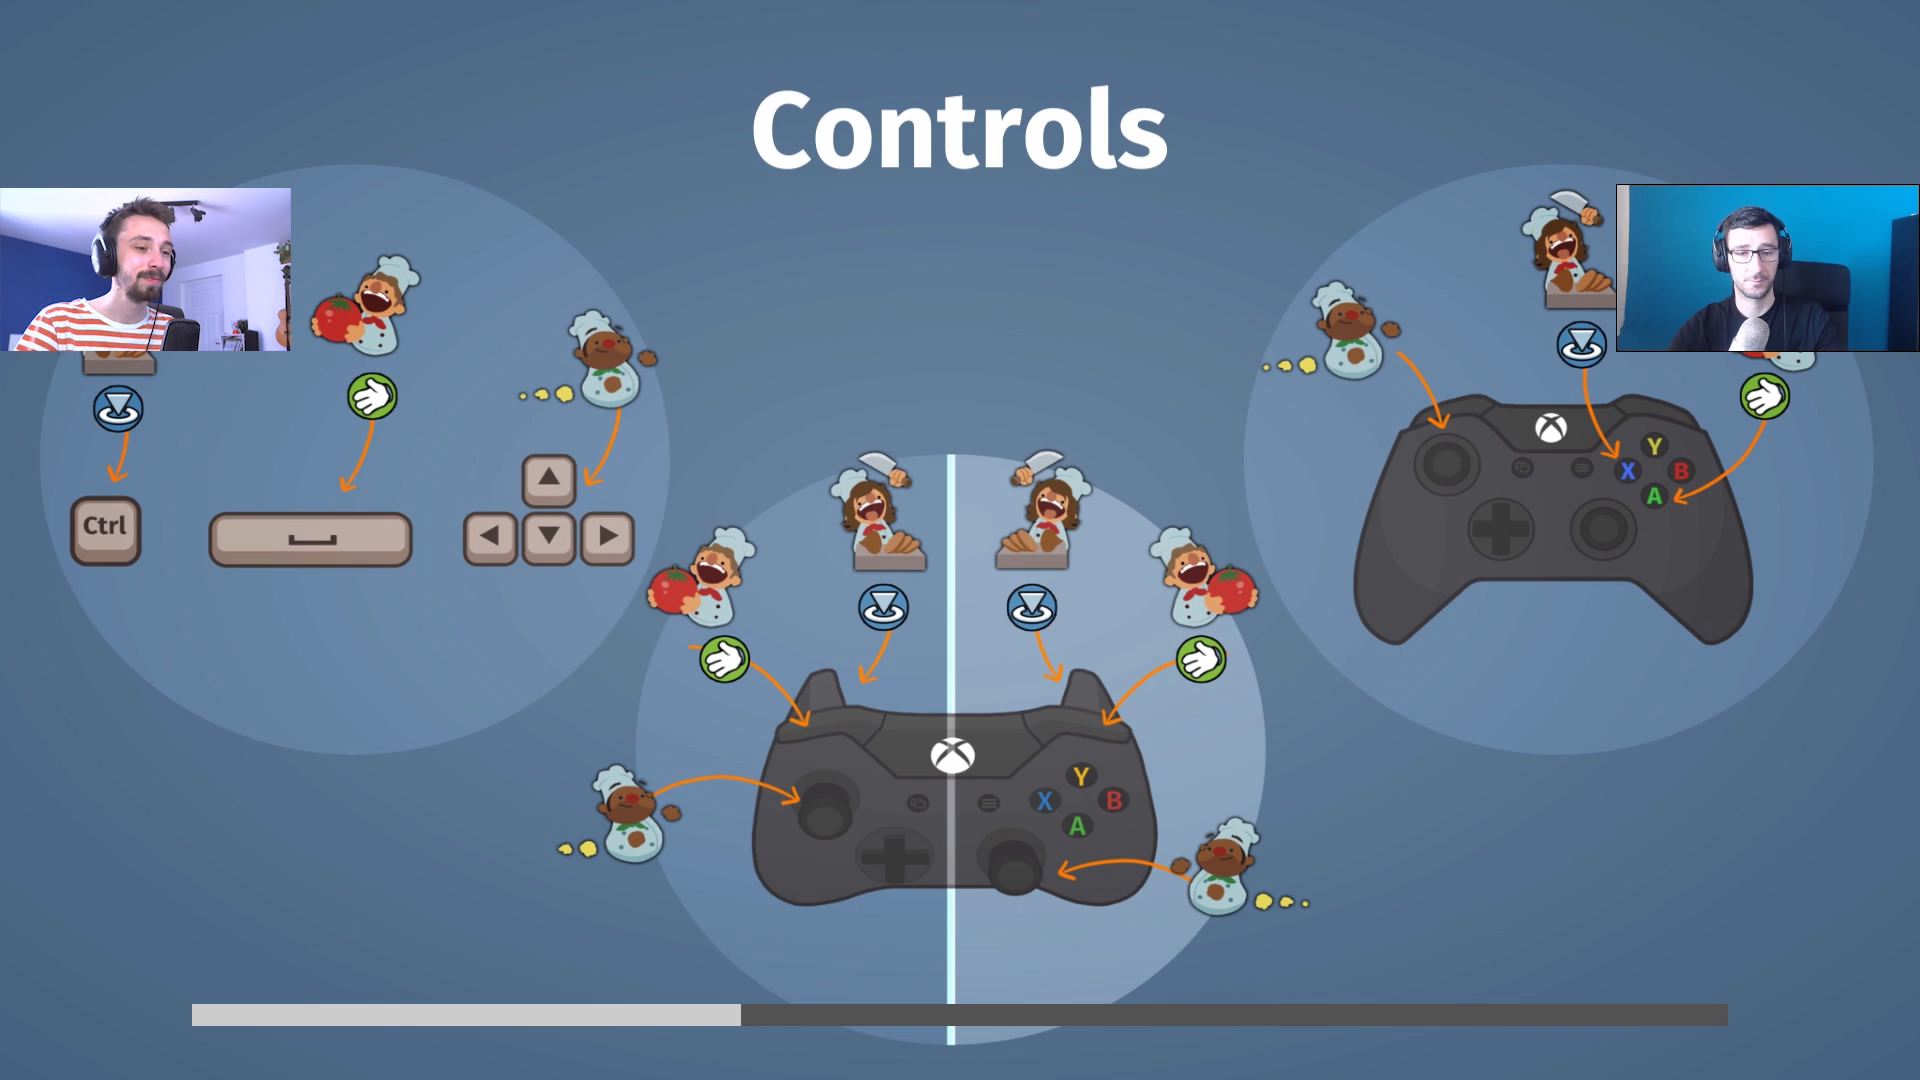 Controls
Ctrl
Y
X B
A
Y
X B
A